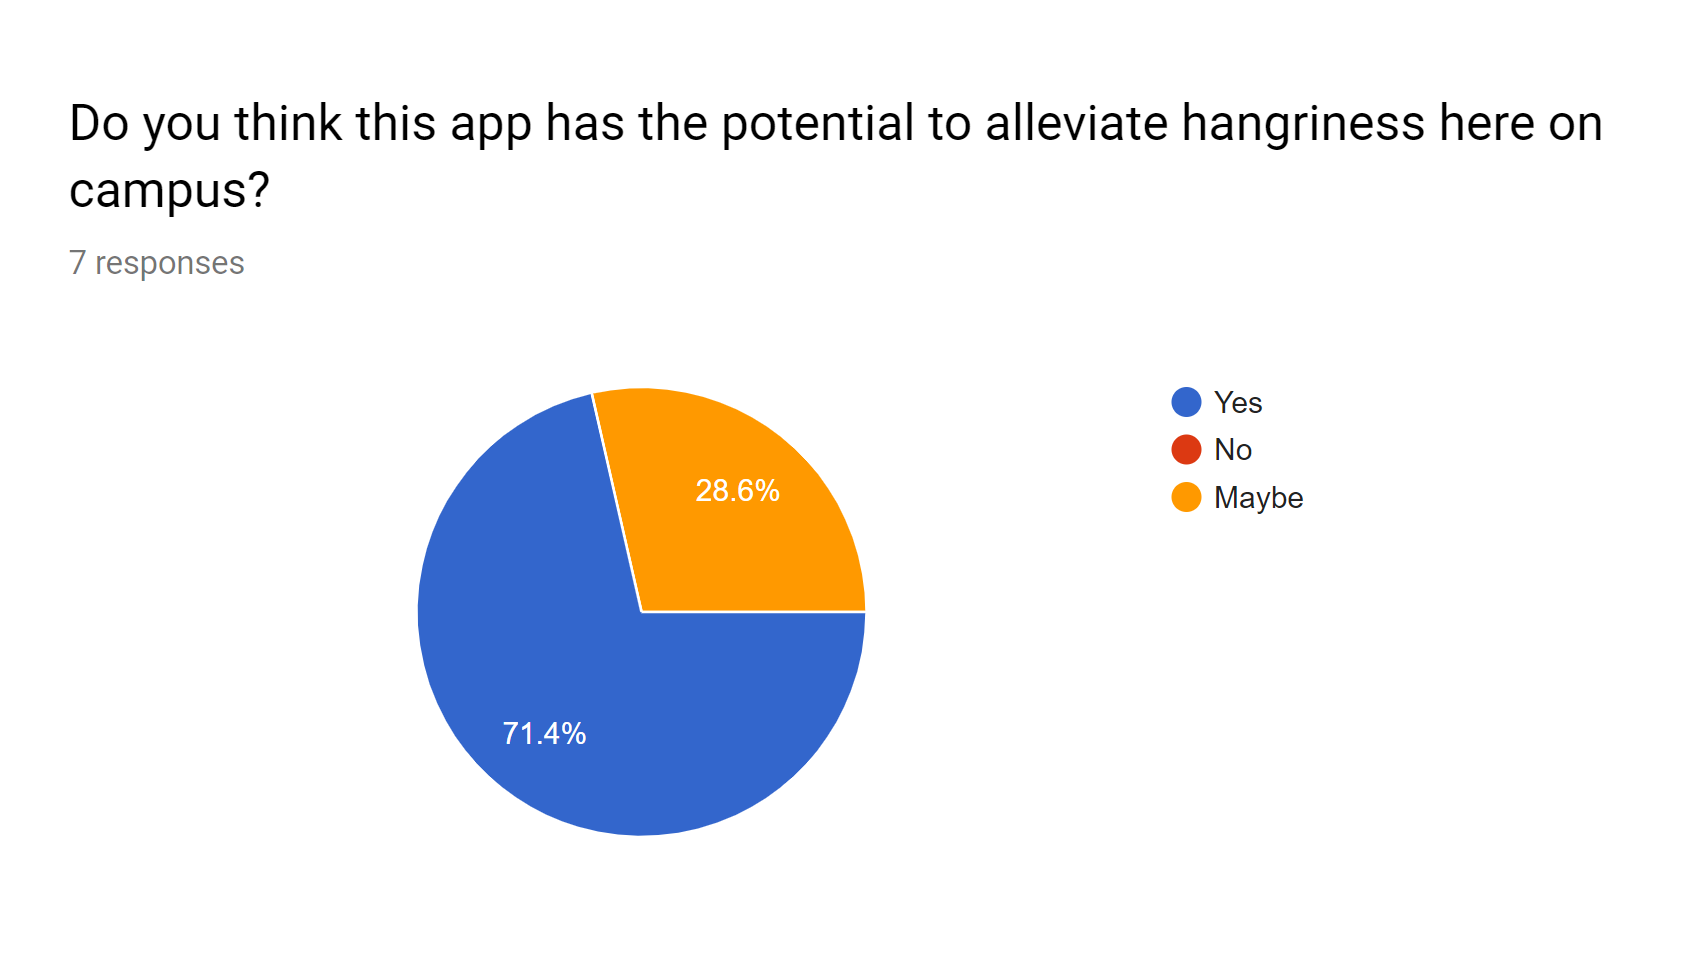 Do you think this app has the potential to alleviate hangriness here on
campus?
7 responses
Yes
No
Maybe
28.6%
71.4%